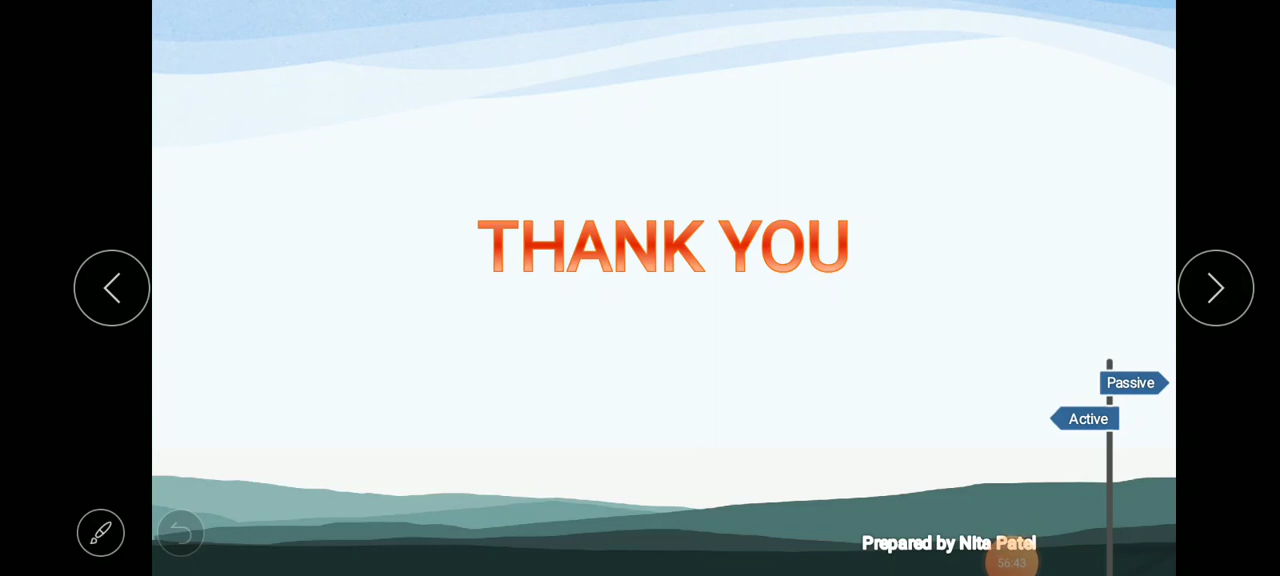 THANK YOU
Passive
Active
Prepared by Nita Patel
56:43